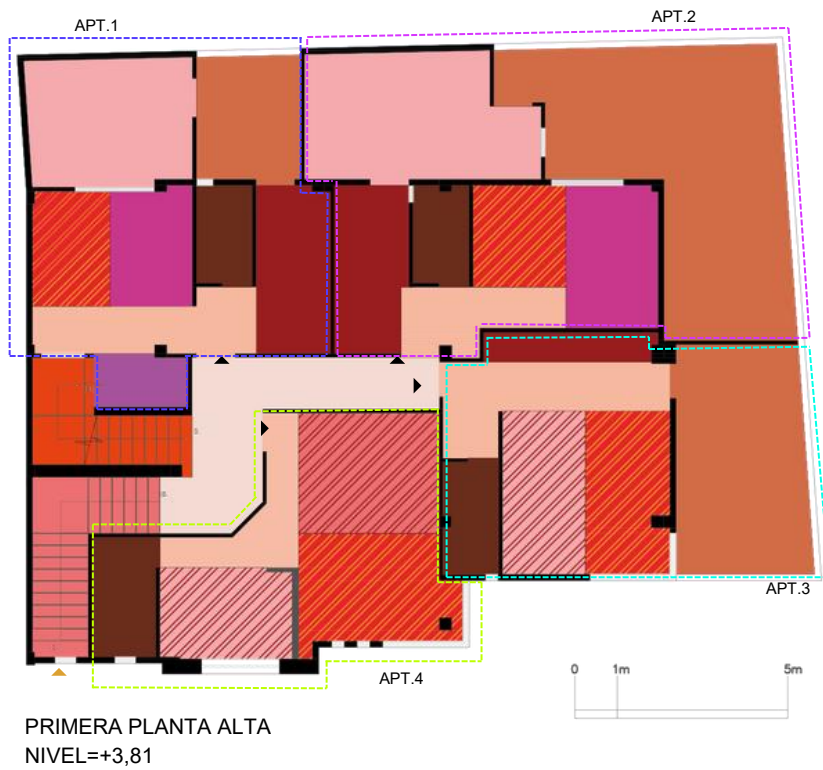 APT.1
APT.2
APT.3
APT.4
0 1m 5m
PRIMERA PLANTA ALTA
NIVEL=+3,81